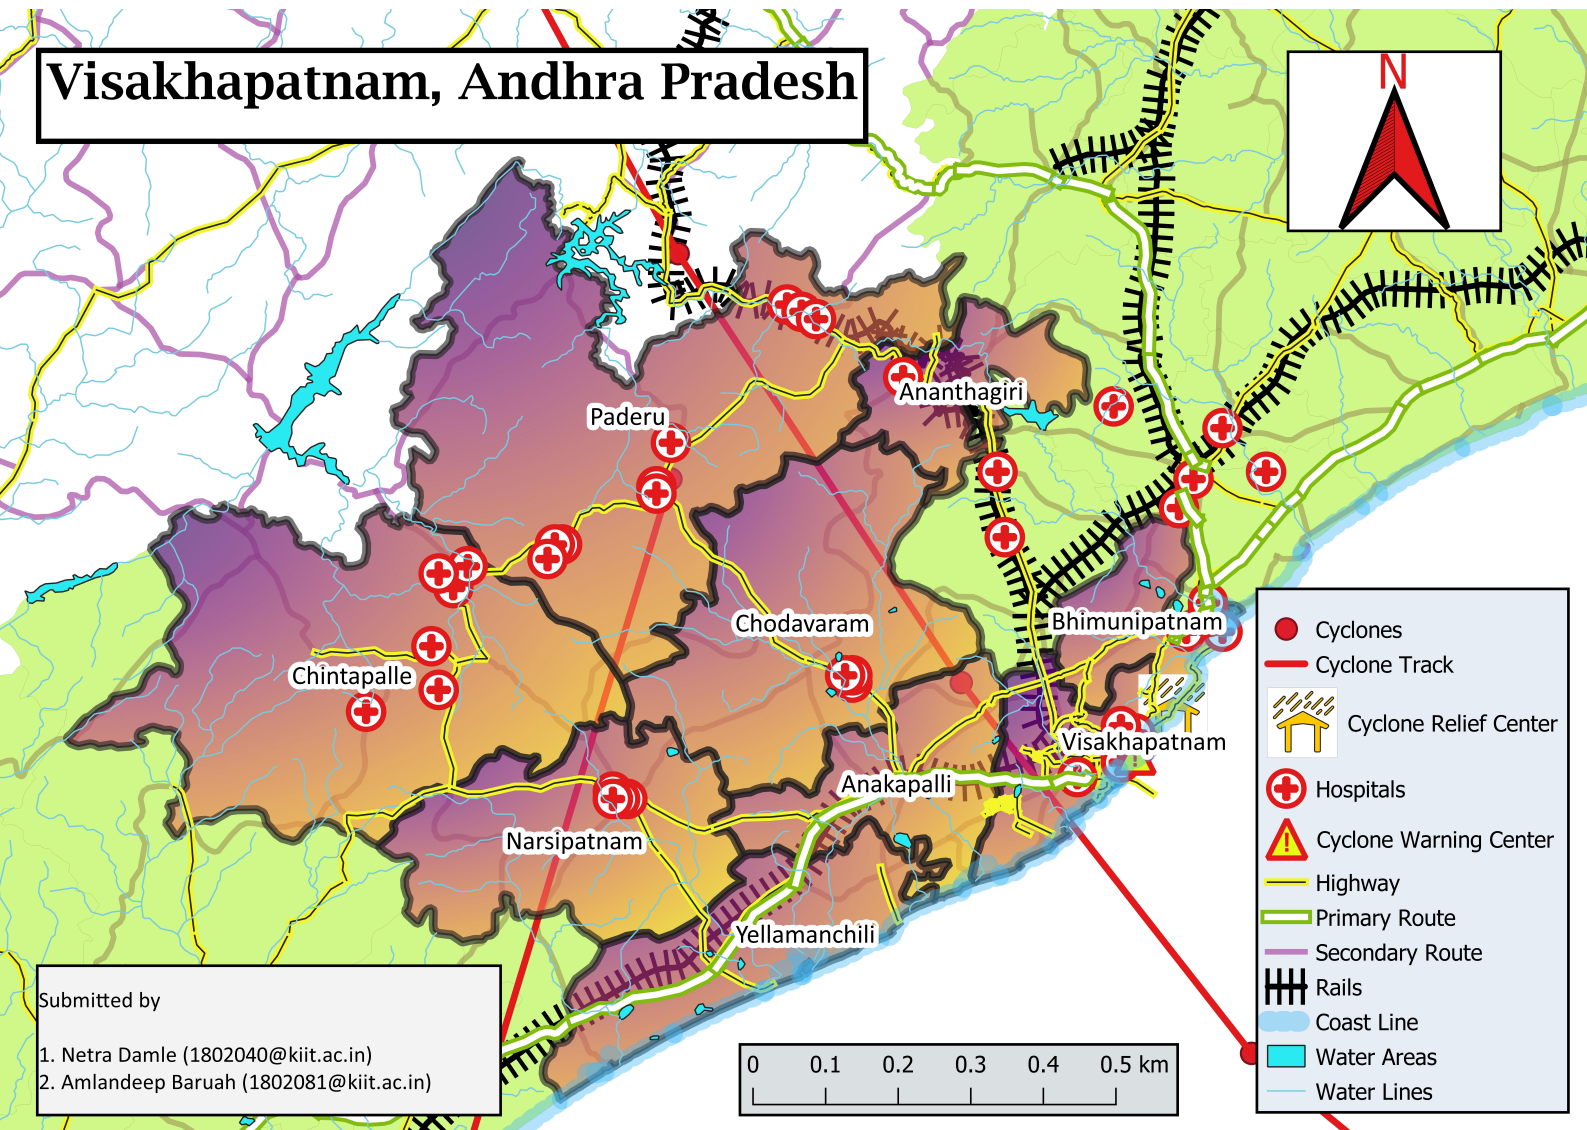 Visakhapatnam, Andhra Pradesh
N
Ananthagiri
Paderu
Chodavaram
Bhimunipatnam
Chintapalle
Visakhapatnam
Anakapalli
Narsipatnam
Yellamanchili
Cyclones
Cyclone Track
Cyclone Relief Center
Hospitals
Cyclone Warning Center
Highway
Primary Route
Secondary Route
Rails
Coast Line
Water Areas
Water Lines
Submitted by
1. Netra Damle (1802040@kiit.ac.in)
2. Amlandeep Baruah (1802081@kiit.ac.in)
0 0.1 0.2 0.3 0.4 0.5 km